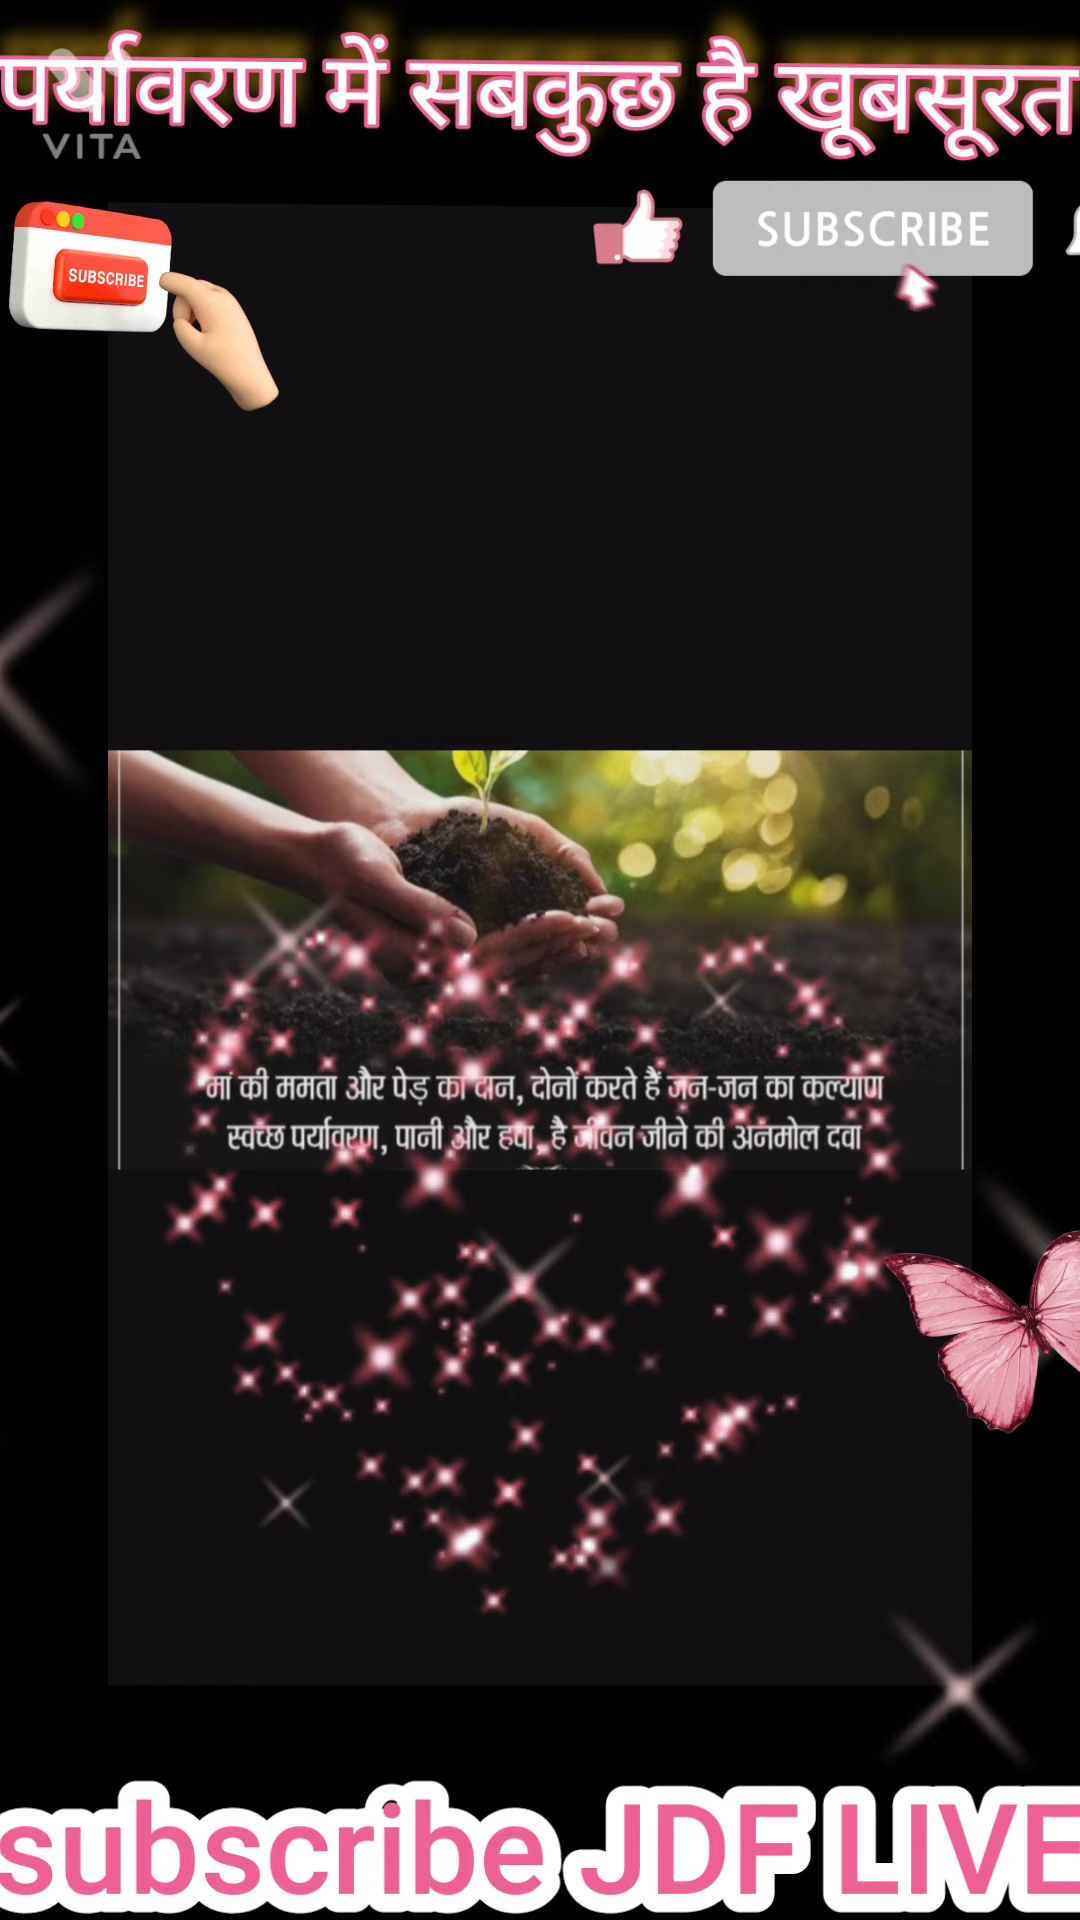 पर्यावरण में सबकुछ है खूबसूरत
VITA
SUBSCRIBE
SUBSCRIBE
मां की ममता और पेड़ का दान, दोनों करते हैं जन-जन का कल्याण
स्वच्छ पर्यावरण, पानी और हवा, है जीवन जीने की अनमोल दवा
subscribe JDF LIVE